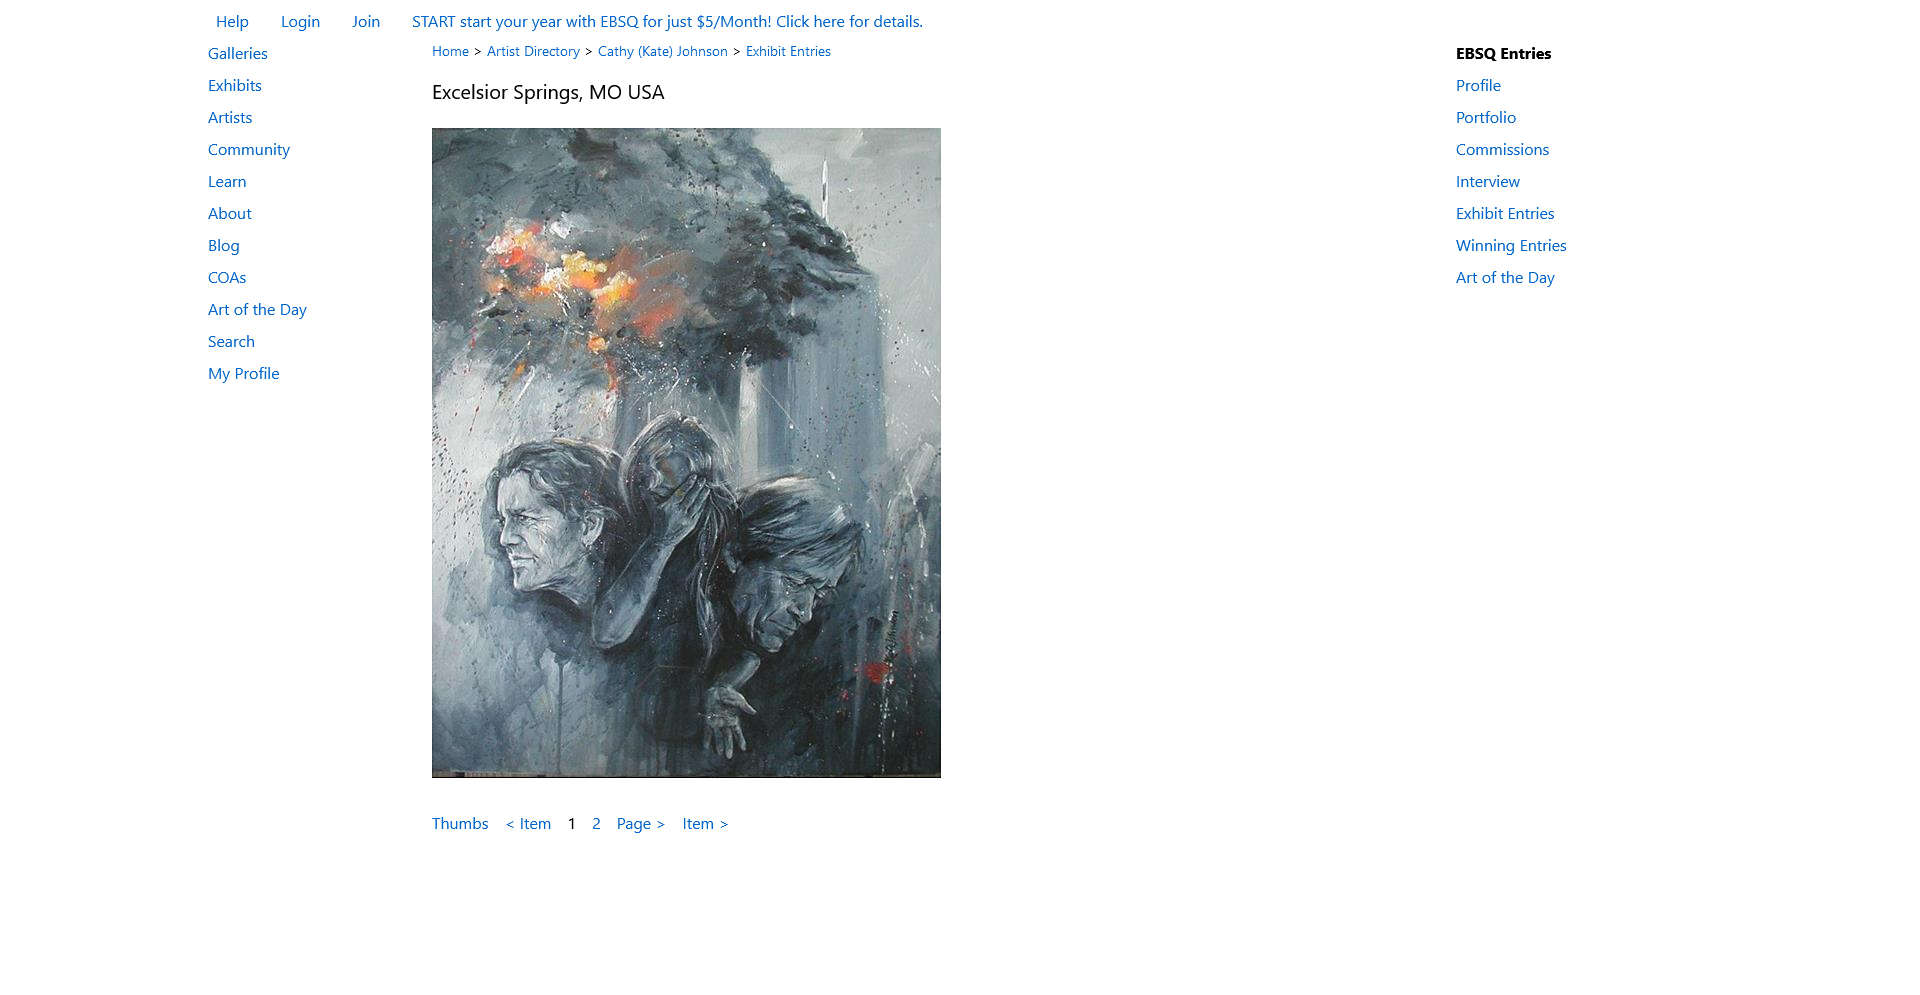 Help Login Join START start your year with EBSQ for just $5/Month! Click here for details.
Galleries
Exhibits
Artists
Community
Learn
About
Blog
COAs
Art of the Day
Search
My Profile
Home > Artist Directory > Cathy (Kate) Johnson > Exhibit Entries
Excelsior Springs, MO USA
Thumbs < Item 1 2 Page > Item >
EBSQ Entries
Profile
Portfolio
Commissions
Interview
Exhibit Entries
Winning Entries
Art of the Day